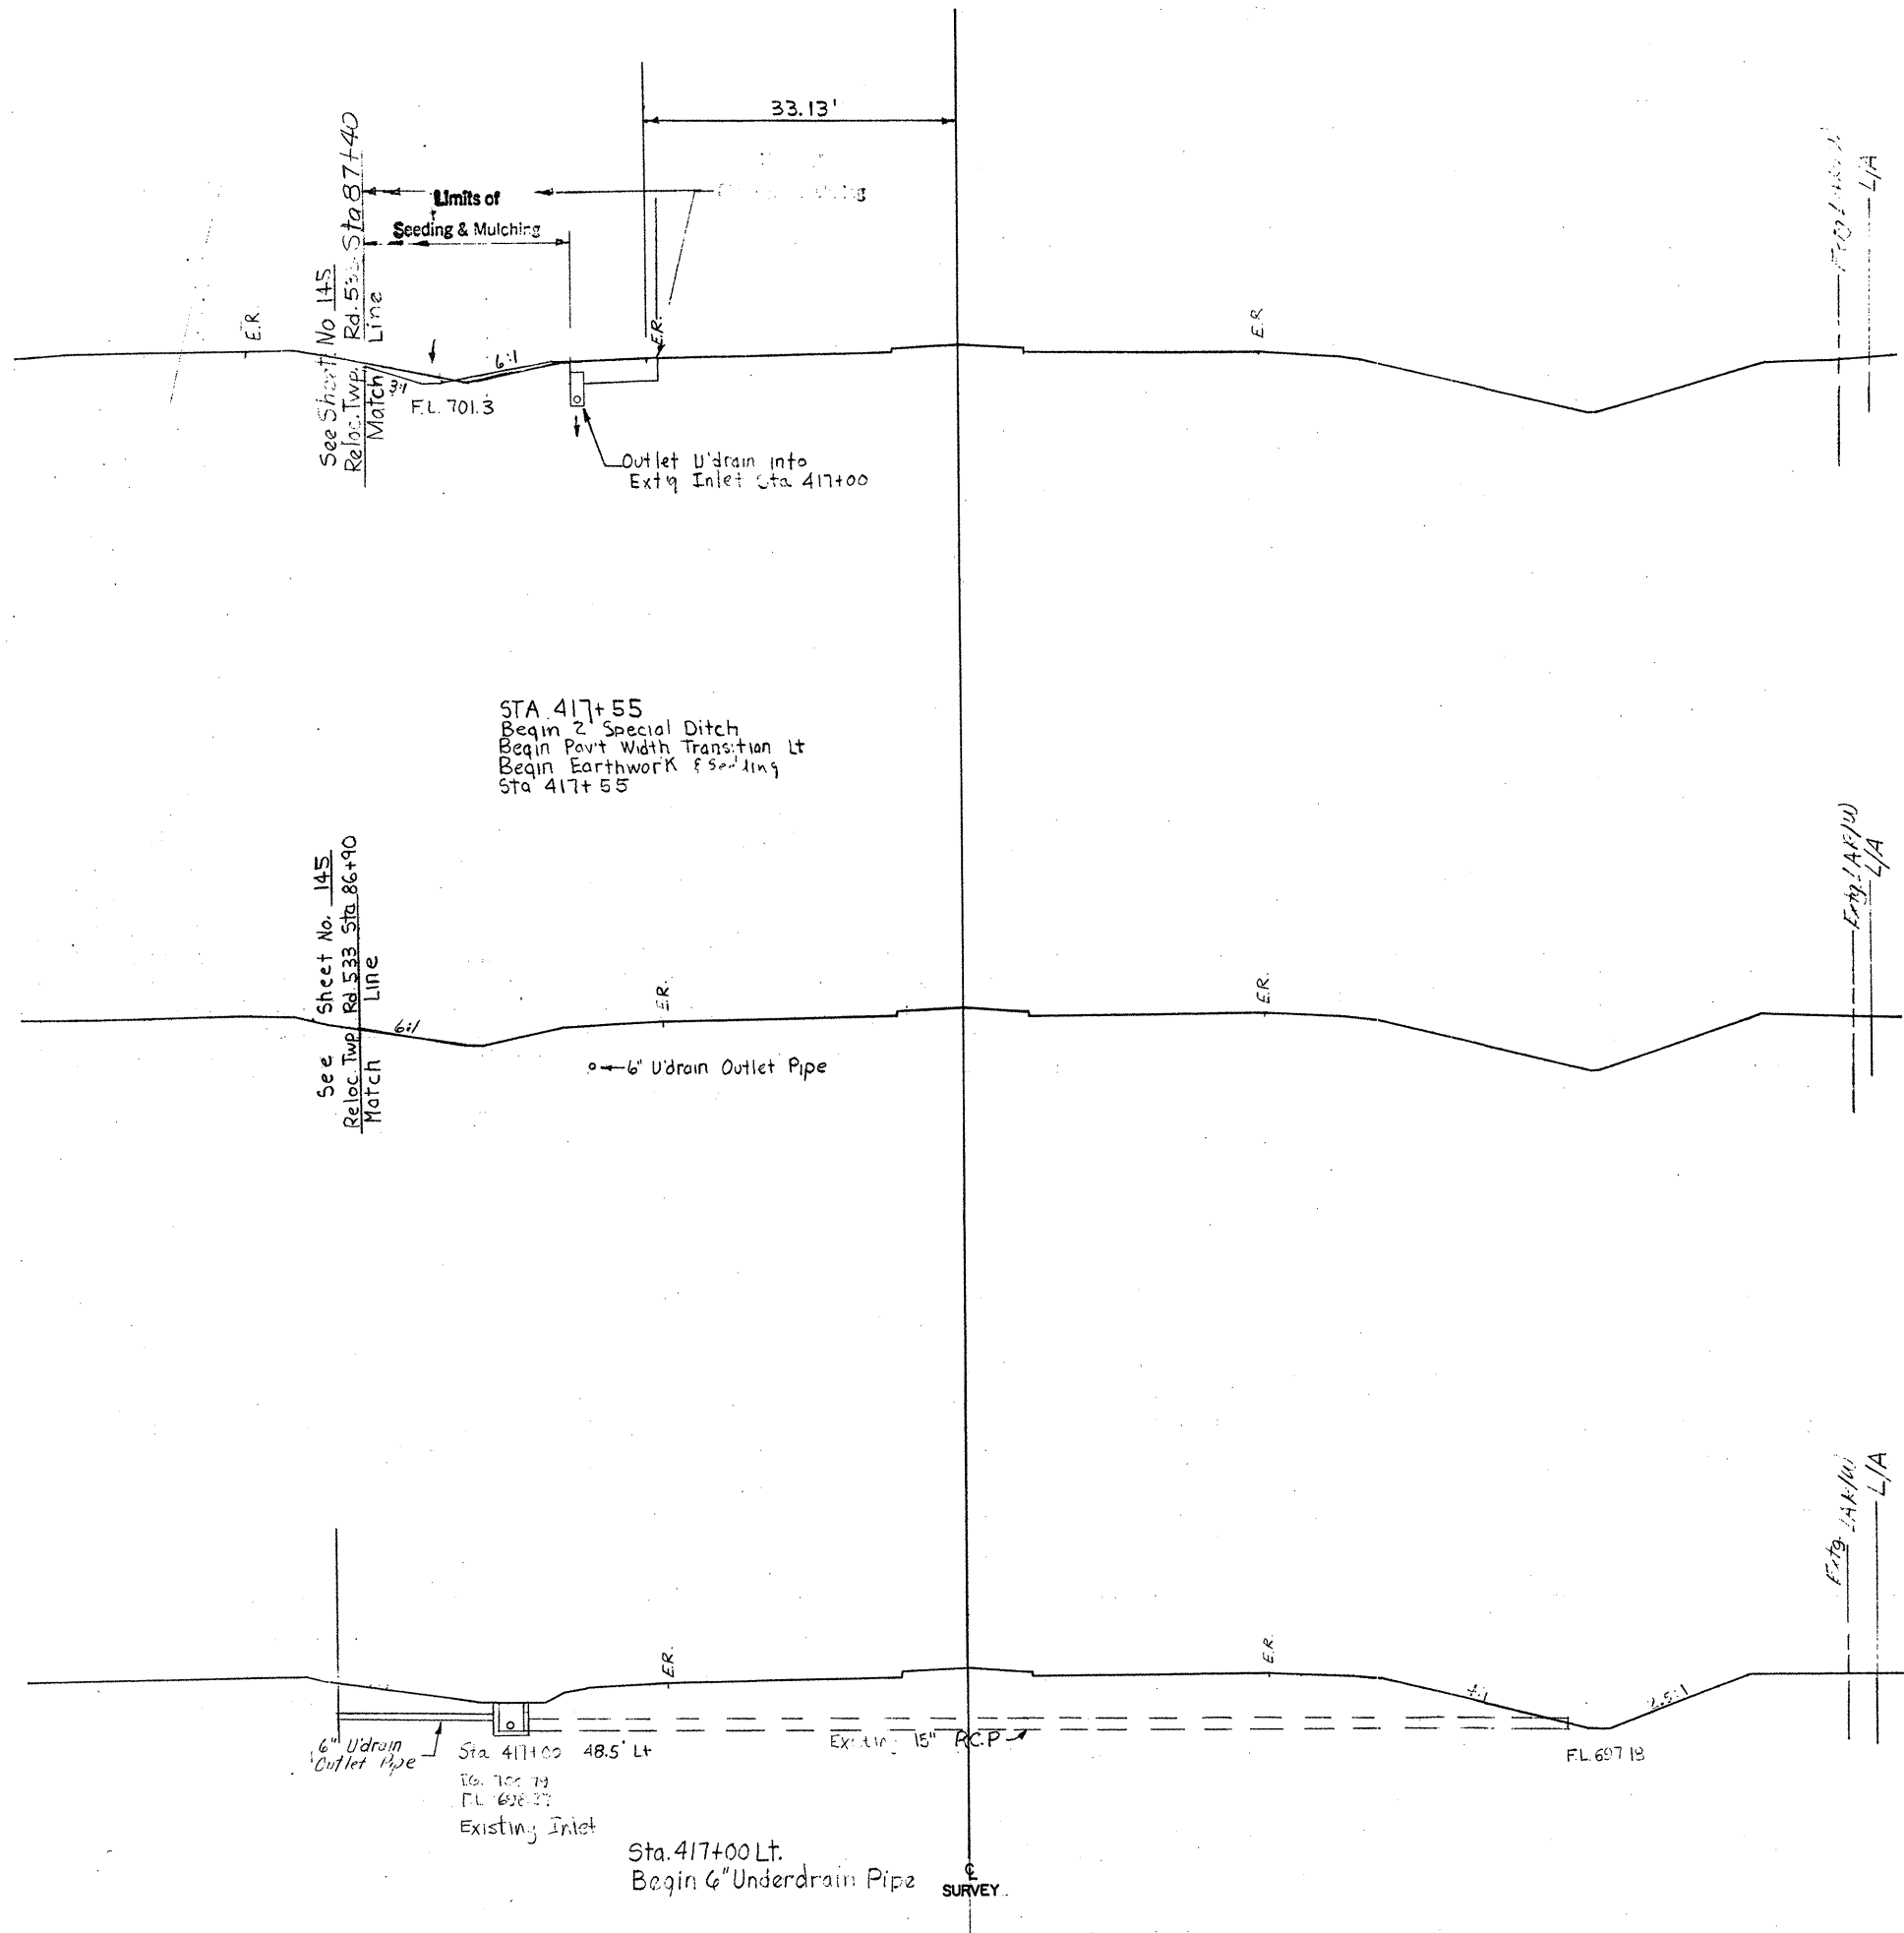 33.13'
See Sheet No 145
Reloc. Twp. Rd. Sta 87+40
Match Line
Limits of
Seeding & Mulching
L/A
E.R.
E.R.
E.R
6:1
3:1
F.L. 701.3
Outlet U'drain into
Ext'g Inlet Sta 417+00
STA. 417+55
Begin 2' Special Ditch
Begin Pav't Width Transition Lt
Begin Earthwork & Seeding
Sta 417+55
See Sheet No. 145
Reloc. Twp. Rd. 533 Sta 86+90
Match Line
Extg. LAR/W
L/A
E.R.
E.R.
6:1
6" U'drain Outlet Pipe
Extg. LAR/W
L/A
E.R.
E.R.
4:1
2.5:1
6" U'drain
Outlet Pipe
Sta 417+00 48.5' Lt
Existing 15" R.C.P
F.L. 697.18
Existing Inlet
Sta. 417+00 Lt.
Begin 6" Underdrain Pipe
℄
SURVEY